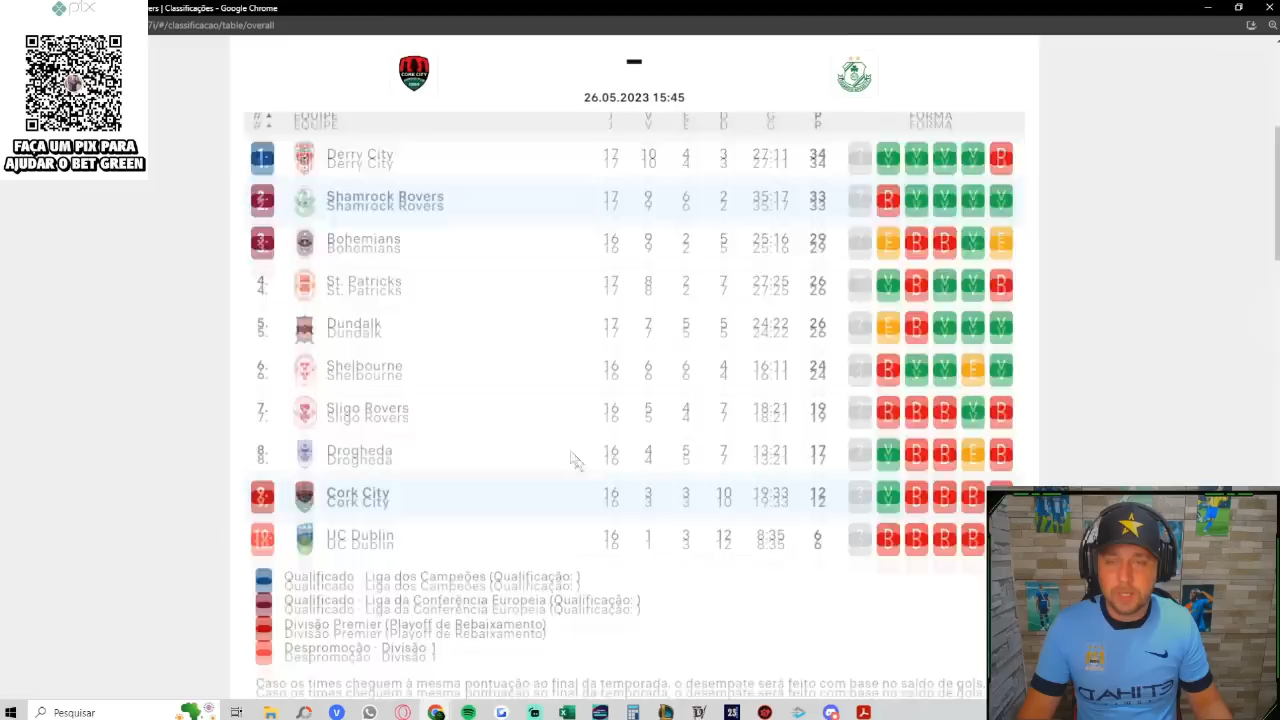 pix
FAÇA UM PIX PARA
AJUDAR O BET GREEN
ers | Classificações - Google Chrome
7i/#/classificacao/table/overall
CORK CITY
-
26.05.2023 15:45
# EQUIPE J V E D G P FORMA
1. Derry City 17 10 4 3 27:11 34 ? V V V V B
2. Shamrock Rovers 17 9 6 2 35:17 33 ? B V V V V
3. Bohemians 16 9 2 5 25:16 29 ? E B B V E
4. St. Patricks 17 8 2 7 27:25 26 ? V B V V B
5. Dundalk 17 7 5 5 24:22 26 ? E B V V V
6. Shelbourne 16 6 6 4 16:11 24 ? B V V E V
7. Sligo Rovers 16 5 4 7 18:21 19 ? B B B V B
8. Drogheda 16 4 5 7 13:21 17 ? V B B E B
9. Cork City 16 3 3 10 19:33 12 ? V B B B B
10. UC Dublin 16 1 3 12 8:35 6 ? B B B B
Qualificado - Liga dos Campeões (Qualificação: )
Qualificado - Liga da Conferência Europeia (Qualificação: )
Divisão Premier (Playoff de Rebaixamento)
Despromoção - Divisão 1
Caso os times cheguem à mesma pontuação ao final da temporada, o desempate será feito com base no saldo de gols.
Pesquisar
23